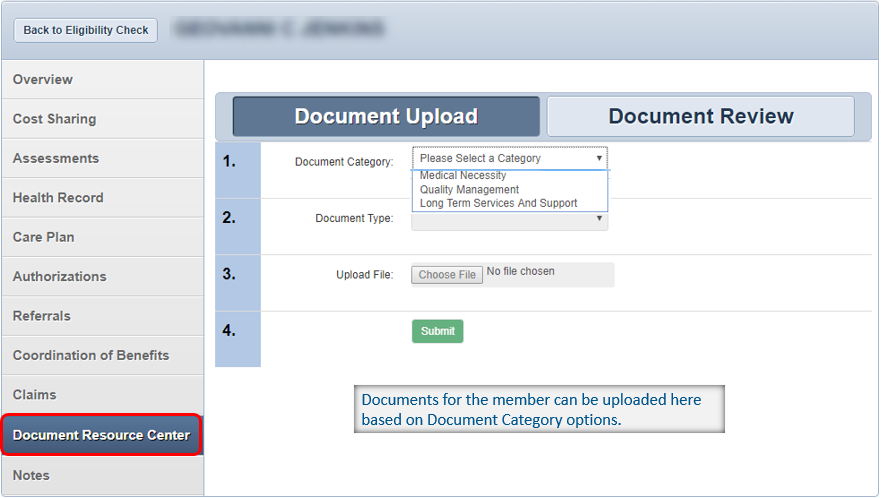 Back to Eligibility Check
Overview
Cost Sharing
Assessments
Health Record
Care Plan
Authorizations
Referrals
Coordination of Benefits
Claims
Document Resource Center
Notes
Document Upload
Document Review
1.
Document Category:
Please Select a Category
Medical Necessity
Quality Management
Long Term Services And Support
2.
Document Type:
3.
Upload File:
Choose File No file chosen
4.
Submit
Documents for the member can be uploaded here
based on Document Category options.